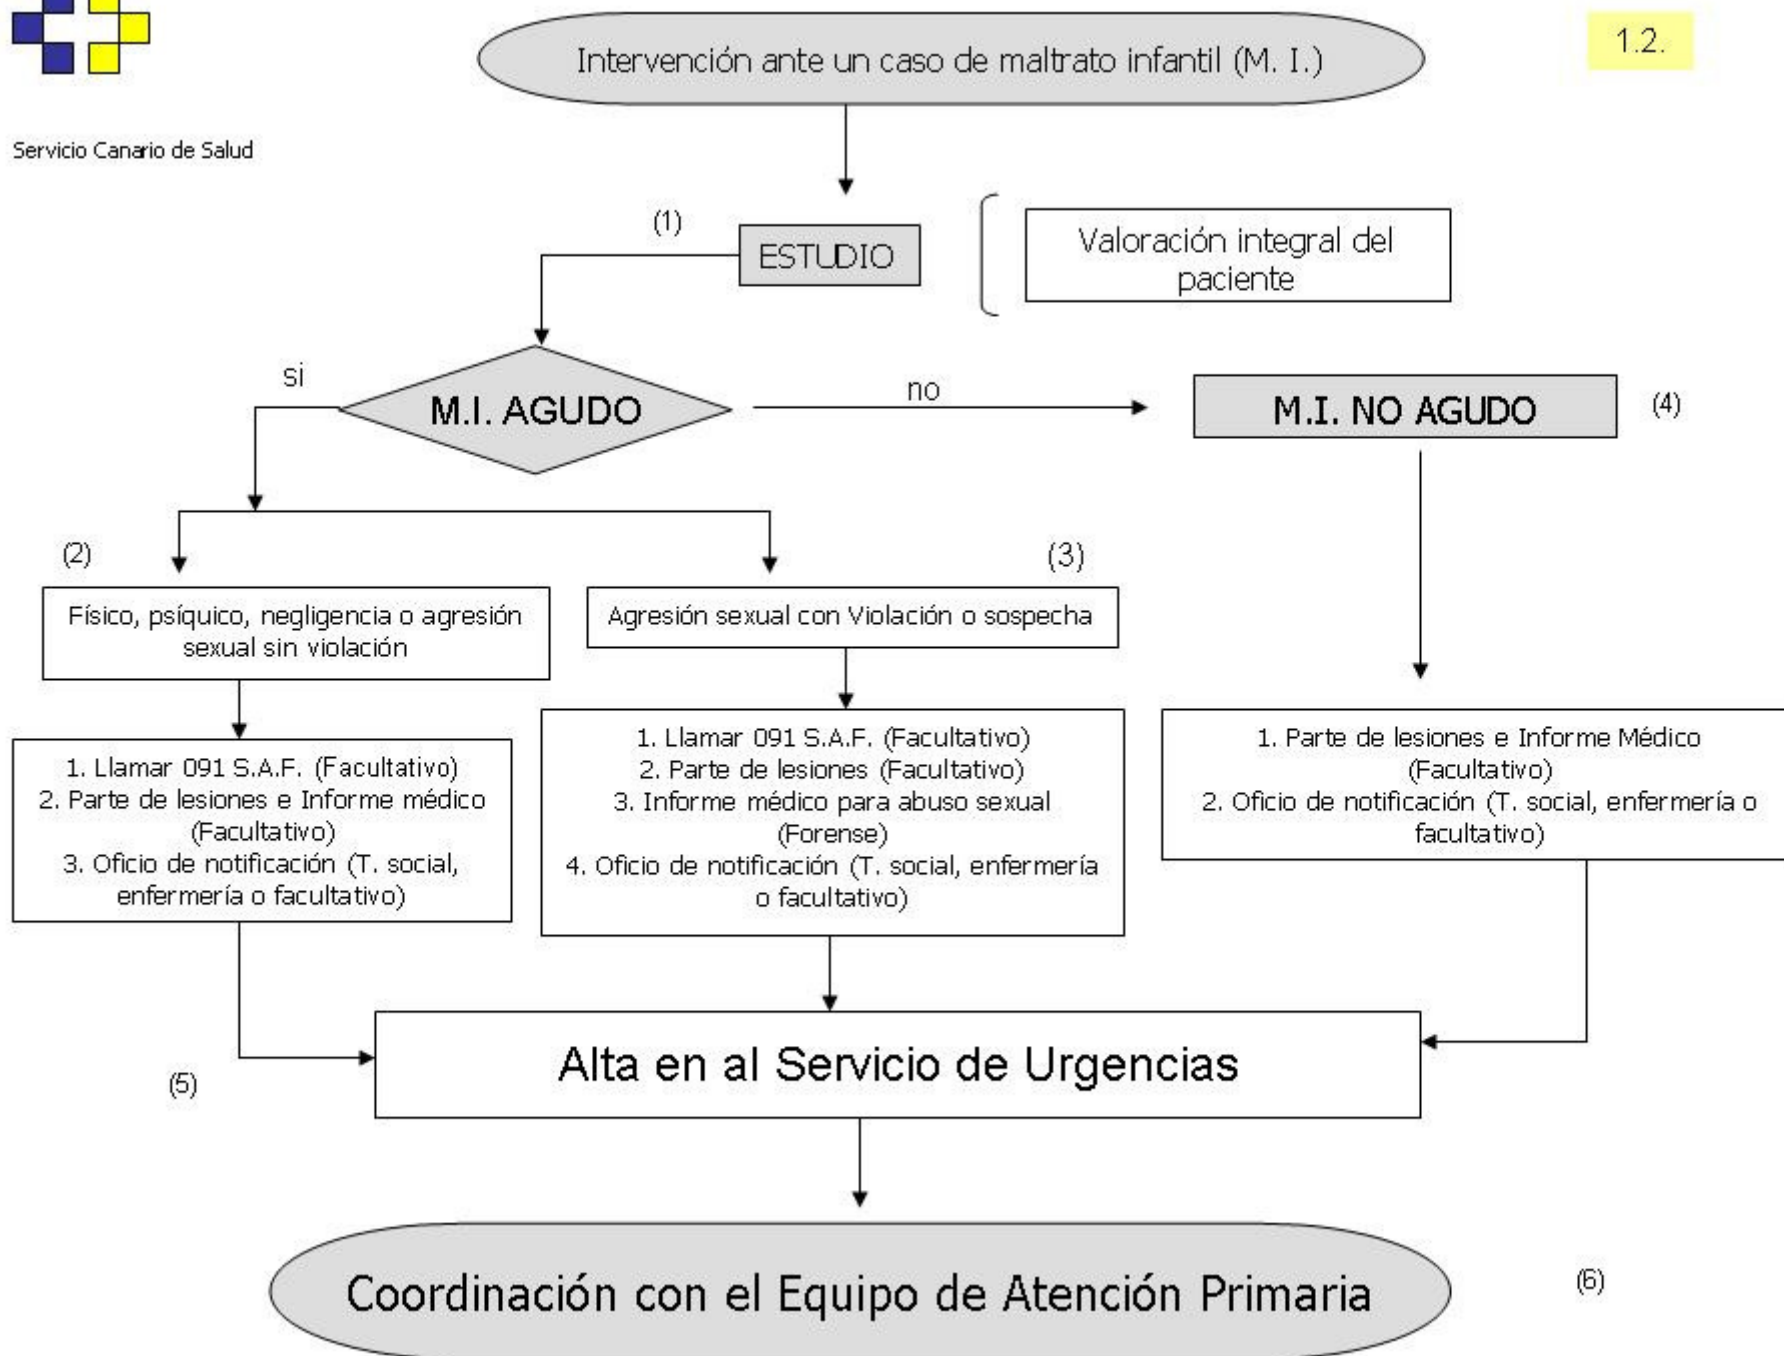 Intervención ante un caso de maltrato infantil (M. I.)
1.2.
Servicio Canario de Salud
(1)
ESTUDIO
Valoración integral del
paciente
si
M.I. AGUDO
no
M.I. NO AGUDO
(4)
(2)
(3)
Físico, psíquico, negligencia o agresión
sexual sin violación
Agresión sexual con Violación o sospecha
1. Llamar 091 S.A.F. (Facultativo)
2. Parte de lesiones e Informe médico
(Facultativo)
3. Oficio de notificación (T. social,
enfermería o facultativo)
1. Llamar 091 S.A.F. (Facultativo)
2. Parte de lesiones (Facultativo)
3. Informe médico para abuso sexual
(Forense)
4. Oficio de notificación (T. social, enfermería
o facultativo)
1. Parte de lesiones e Informe Médico
(Facultativo)
2. Oficio de notificación (T. social, enfermería o
facultativo)
Alta en al Servicio de Urgencias
(5)
Coordinación con el Equipo de Atención Primaria
(6)